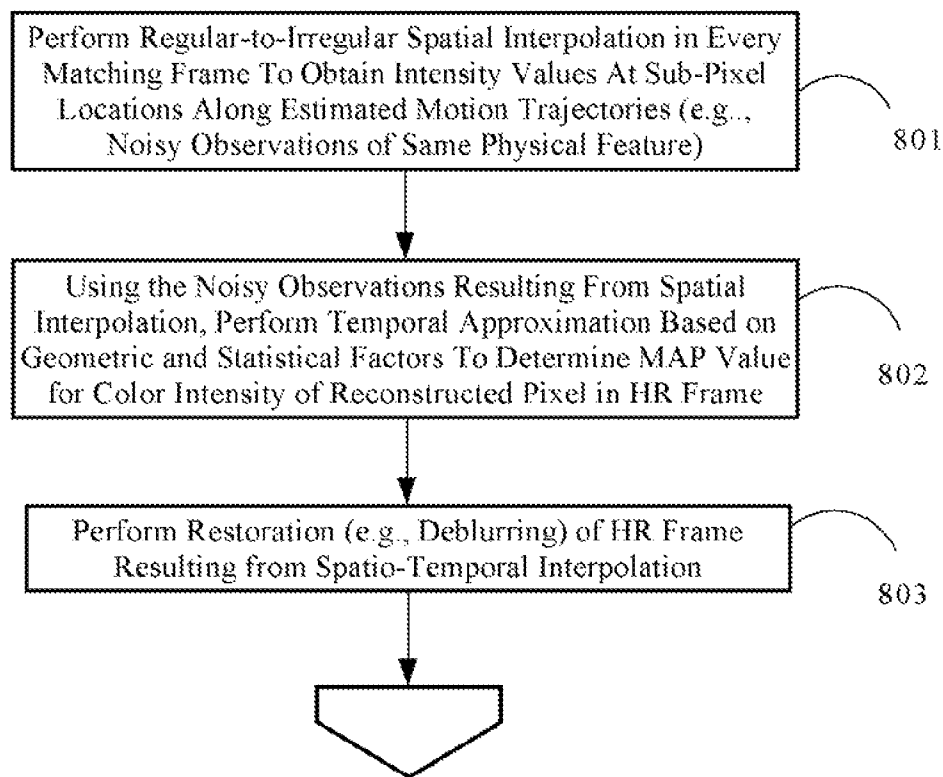 Perform Regular-to-Irregular Spatial Interpolation in Every
Matching Frame To Obtain Intensity Values At Sub-Pixel
Locations Along Estimated Motion Trajectories (e.g.,
Noisy Observations of Same Physical Feature)
801
Using the Noisy Observations Resulting From Spatial
Interpolation, Perform Temporal Approximation Based on
Geometric and Statistical Factors To Determine MAP Value
for Color Intensity of Reconstructed Pixel in HR Frame
802
Perform Restoration (e.g., Deblurring) of HR Frame
Resulting from Spatio-Temporal Interpolation
803